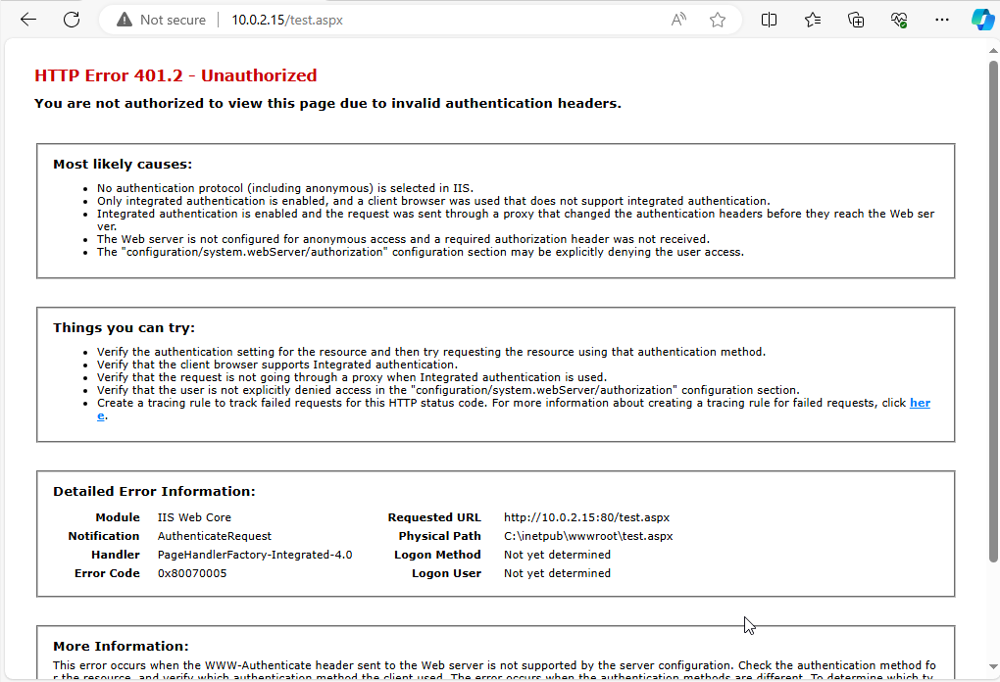 Not secure
10.0.2.15/test.aspx
HTTP Error 401.2 - Unauthorized
You are not authorized to view this page due to invalid authentication headers.
Most likely causes:
• No authentication protocol (including anonymous) is selected in IIS.
• Only integrated authentication is enabled, and a client browser was used that does not support integrated authentication.
• Integrated authentication is enabled and the request was sent through a proxy that changed the authentication headers before they reach the Web ser
ver.
• The Web server is not configured for anonymous access and a required authorization header was not received.
• The "configuration/system.webServer/authorization" configuration section may be explicitly denying the user access.
Things you can try:
• Verify the authentication setting for the resource and then try requesting the resource using that authentication method.
• Verify that the client browser supports Integrated authentication.
• Verify that the request is not going through a proxy when Integrated authentication is used.
• Verify that the user is not explicitly denied access in the "configuration/system.webServer/authorization" configuration section.
• Create a tracing rule to track failed requests for this HTTP status code. For more information about creating a tracing rule for failed requests, click her
e.
Detailed Error Information:
Module IIS Web Core
Notification AuthenticateRequest
Handler PageHandlerFactory-Integrated-4.0
Error Code 0x80070005
Requested URL http://10.0.2.15:80/test.aspx
Physical Path C:\inetpub\wwwroot\test.aspx
Logon Method Not yet determined
Logon User Not yet determined
More Information:
This error occurs when the WWW-Authenticate header sent to the Web server is not supported by the server configuration. Check the authentication method fo
r the resource, and verify which authentication method the client used. The error occurs when the authentication methods are different. To determine which ty